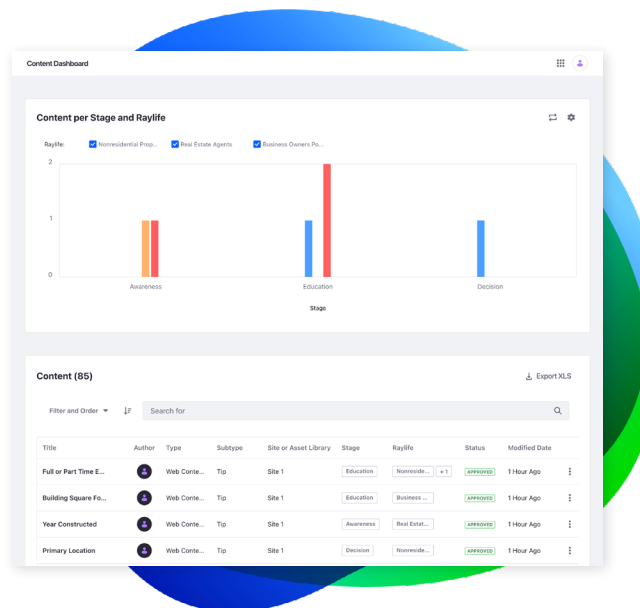 Content Dashboard
Content per Stage and Raylife
Raylife: Nonresidential Prop... Real Estate Agents Business Owners Po...
2
1
0
Awareness Education Decision
Stage
Content (85) Export XLS
Filter and Order Search for
Title Author Type Subtype Site or Asset Library Stage Raylife Status Modified Date
Full or Part Time E... Web Conte... Tip Site 1 Education Nonreside... + 1 APPROVED 1 Hour Ago
Building Square Fo... Web Conte... Tip Site 1 Education Business ... APPROVED 1 Hour Ago
Year Constructed Web Conte... Tip Site 1 Awareness Real Estat... APPROVED 1 Hour Ago
Primary Location Web Conte... Tip Site 1 Decision Nonreside... APPROVED 1 Hour Ago